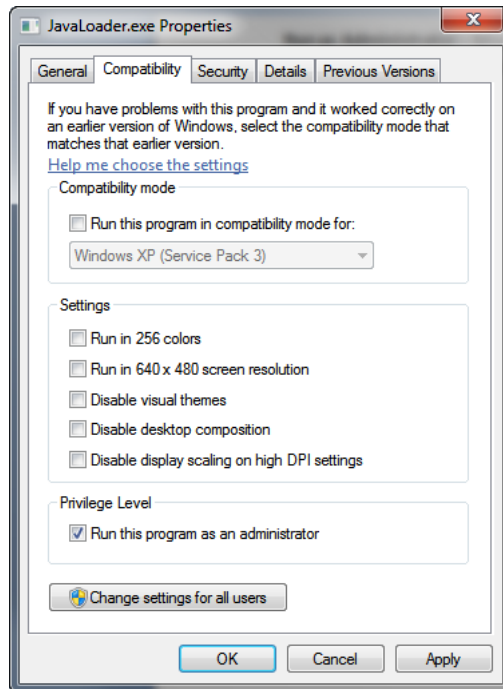 JavaLoader.exe Properties
General Compatibility Security Details Previous Versions
If you have problems with this program and it worked correctly on
an earlier version of Windows, select the compatibility mode that
matches that earlier version.
Help me choose the settings
Compatibility mode
Run this program in compatibility mode for:
Windows XP (Service Pack 3)
Settings
Run in 256 colors
Run in 640 x 480 screen resolution
Disable visual themes
Disable desktop composition
Disable display scaling on high DPI settings
Privilege Level
Run this program as an administrator
Change settings for all users
OK Cancel Apply